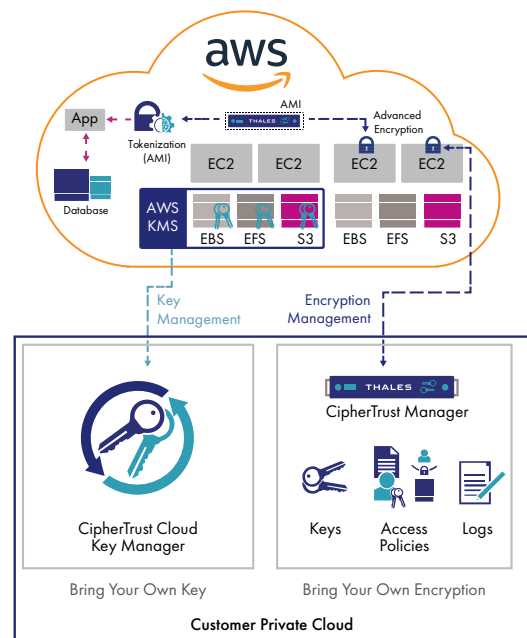 aws
AMI
App
THALES
Advanced
Encryption
Tokenization
(AMI)
EC2
EC2
EC2
EC2
Database
AWS
KMS
EBS
EFS
S3
EBS
EFS
S3
Key
Management
Encryption
Management
THALES
CipherTrust Manager
CipherTrust Cloud
Key Manager
Keys
Access
Policies
Logs
Bring Your Own Key
Bring Your Own Encryption
Customer Private Cloud